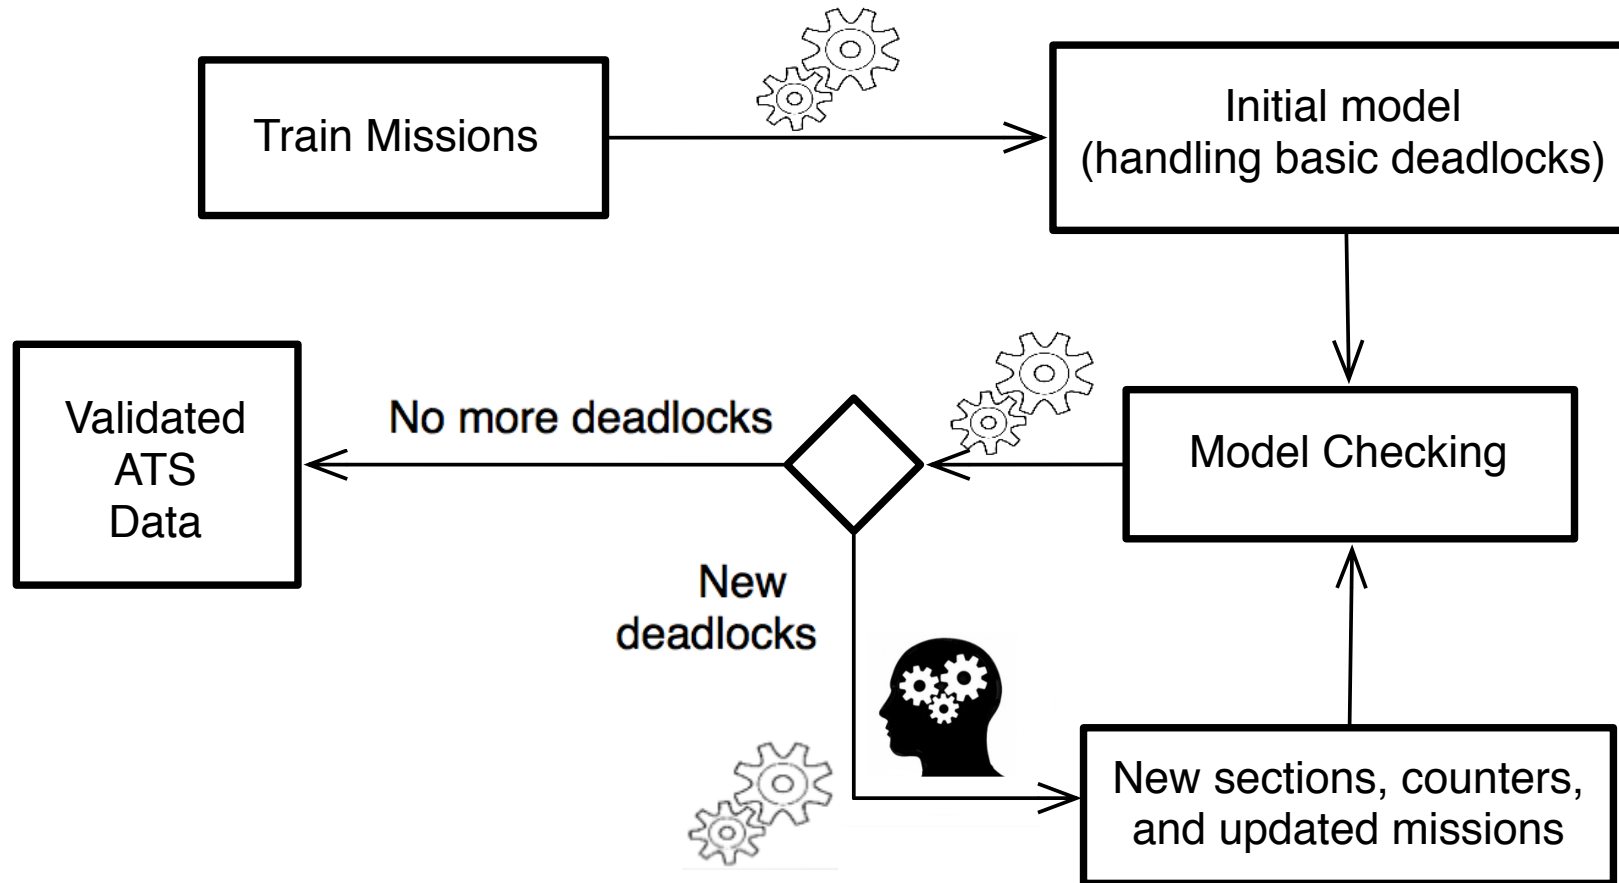 Train Missions
Initial model
(handling basic deadlocks)
Validated
ATS
Data
No more deadlocks
Model Checking
New
deadlocks
New sections, counters,
and updated missions